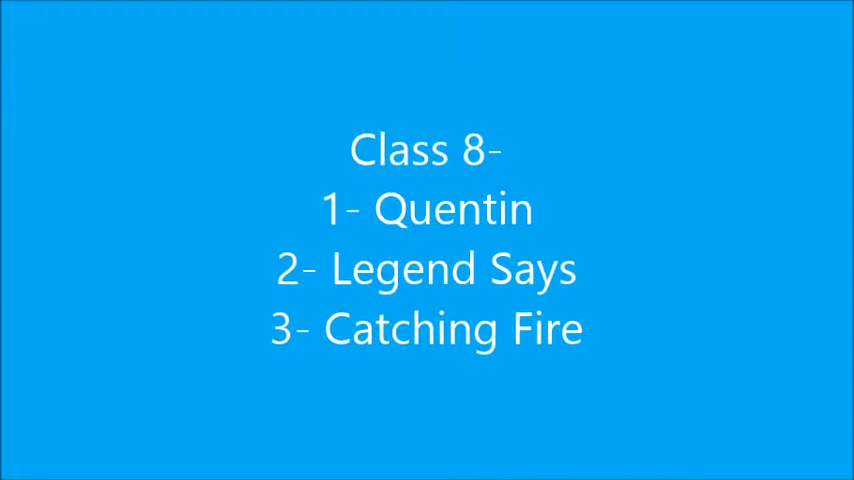 Class 8-
1- Quentin
2- Legend Says
3- Catching Fire